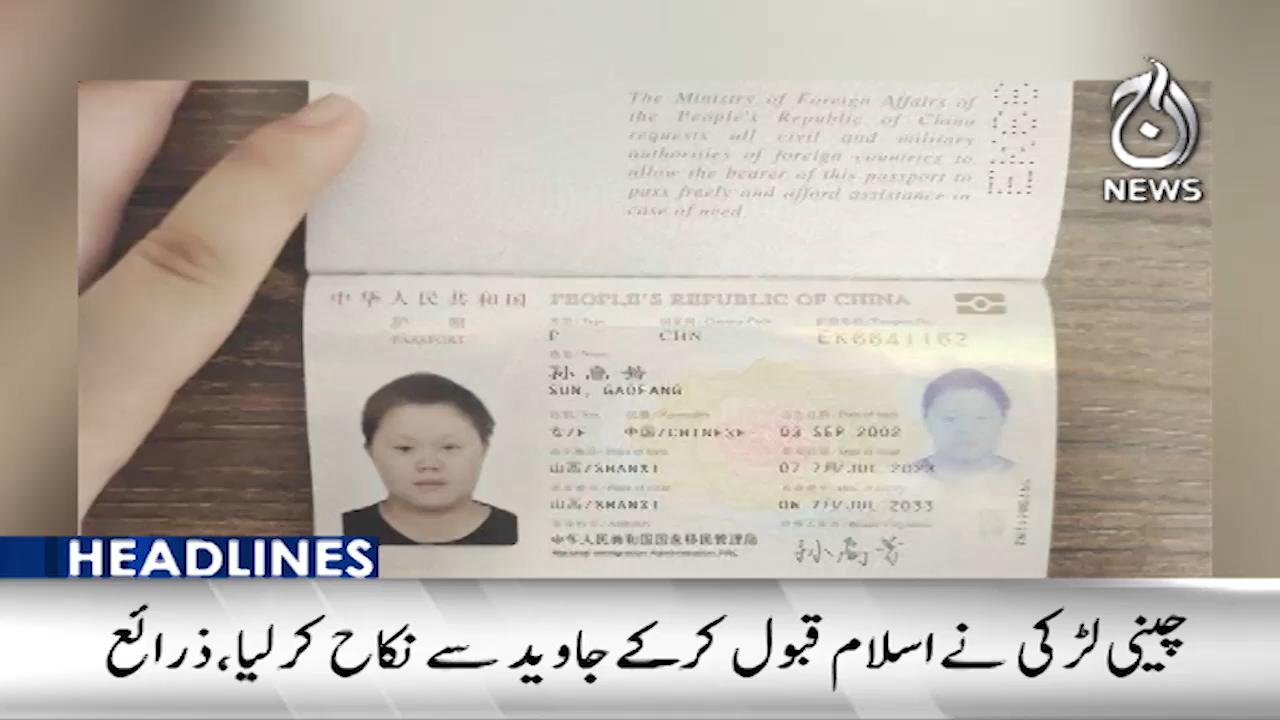 The Ministry of Foreign Affairs of
the People's Republic of China
requests all civil and military
authorities of foreign countries to
allow the bearer of this passport to
pass freely and afford assistance in
case of need
آج
NEWS
中华人民共和国 PEOPLE'S REPUBLIC OF CHINA
护 照
PASSPORT
P CHN
SUN, GAOFANG
女/F 中国/CHINESE 03 SEP 2002
山西/SHANXI
山西/SHANXI
中华人民共和国国家移民管理局
National Immigration Administration, PRC
HEADLINES
چینی لڑکی نے اسلام قبول کرکے جاوید سے نکاح کر لیا، ذرائع